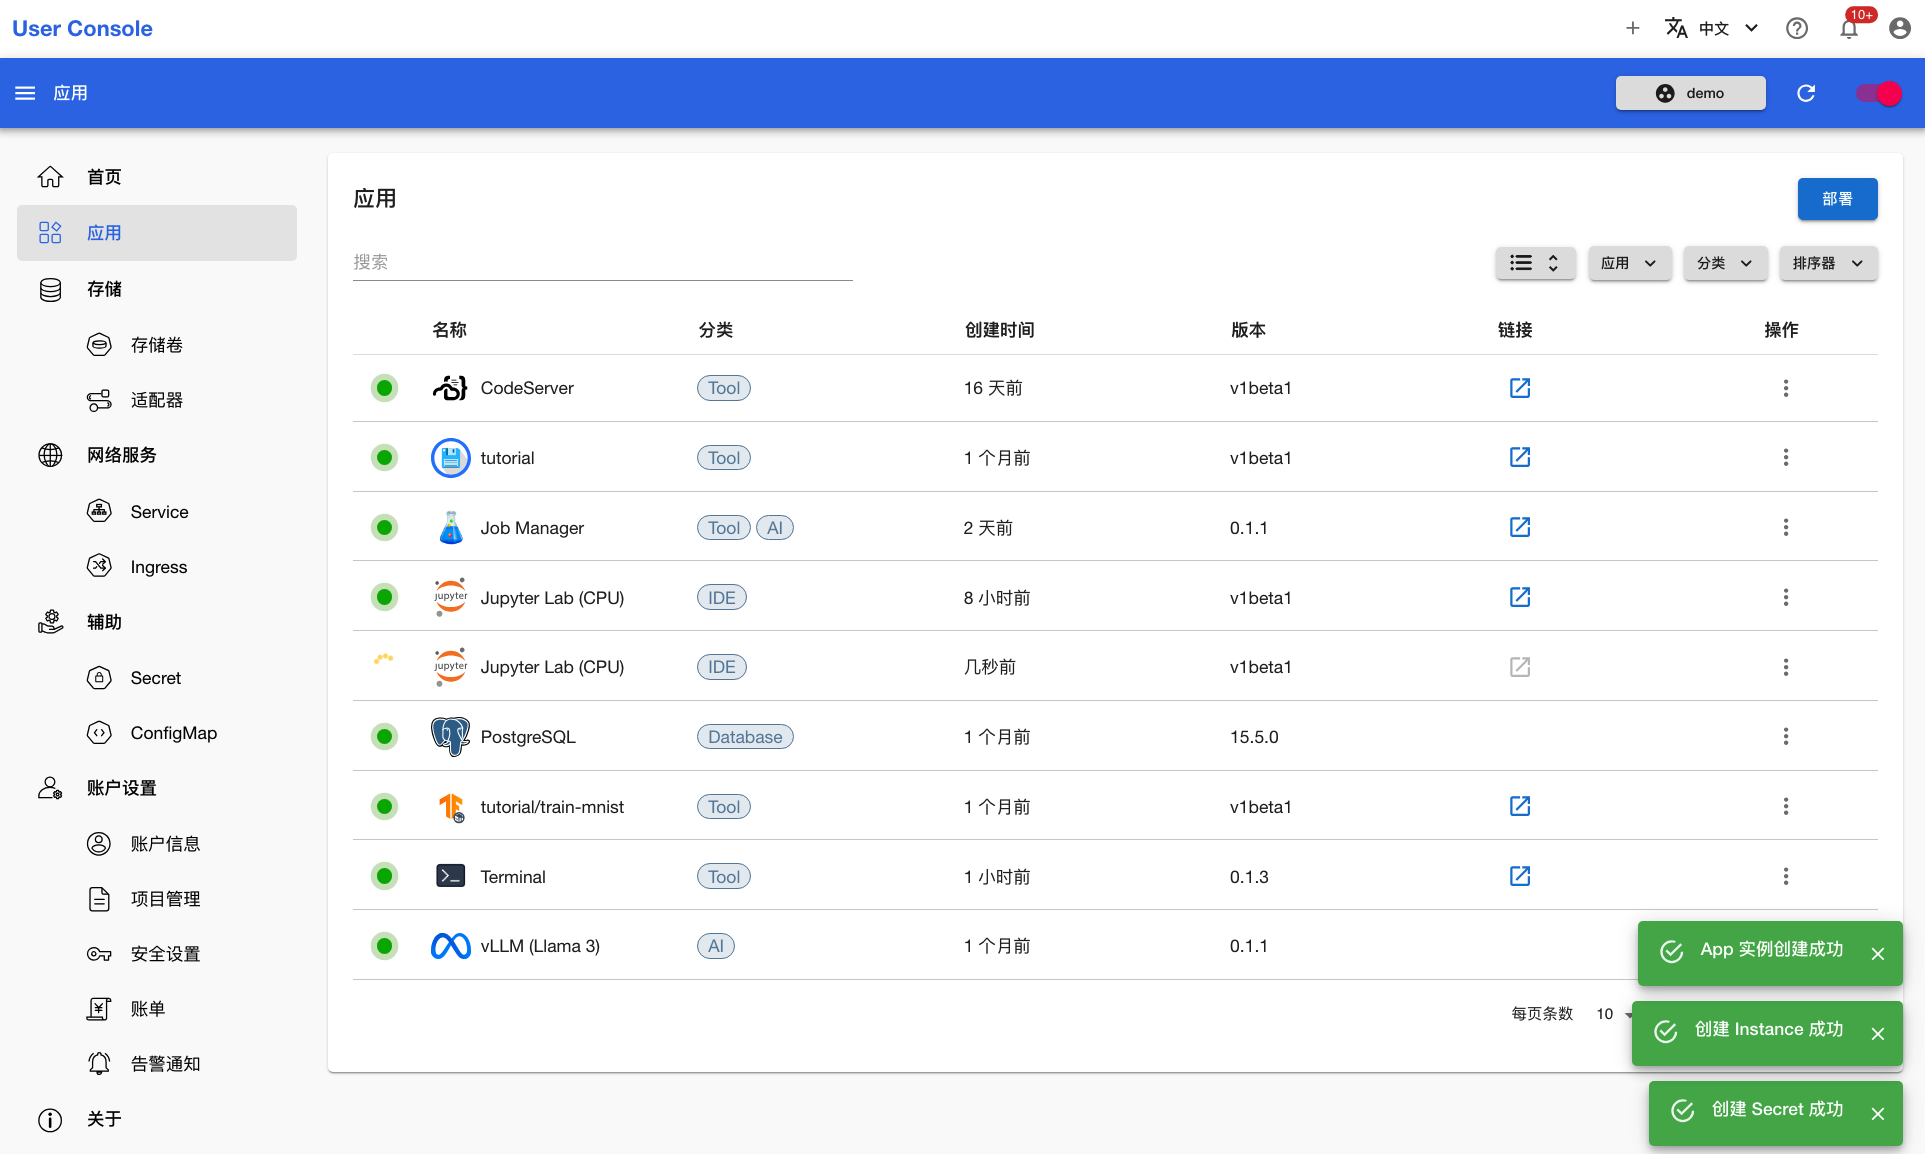 User Console
中文
10+
应用
demo
首页
应用
存储
存储卷
适配器
网络服务
Service
Ingress
辅助
Secret
ConfigMap
账户设置
账户信息
项目管理
安全设置
账单
告警通知
关于
应用
部署
搜索
应用
分类
排序器
名称 分类 创建时间 版本 链接 操作
CodeServer Tool 16 天前 v1beta1
tutorial Tool 1 个月前 v1beta1
Job Manager Tool AI 2 天前 0.1.1
jupyter Jupyter Lab (CPU) IDE 8 小时前 v1beta1
jupyter Jupyter Lab (CPU) IDE 几秒前 v1beta1
PostgreSQL Database 1 个月前 15.5.0
tutorial/train-mnist Tool 1 个月前 v1beta1
Terminal Tool 1 小时前 0.1.3
vLLM (Llama 3) AI 1 个月前 0.1.1
每页条数 10
App 实例创建成功
创建 Instance 成功
创建 Secret 成功